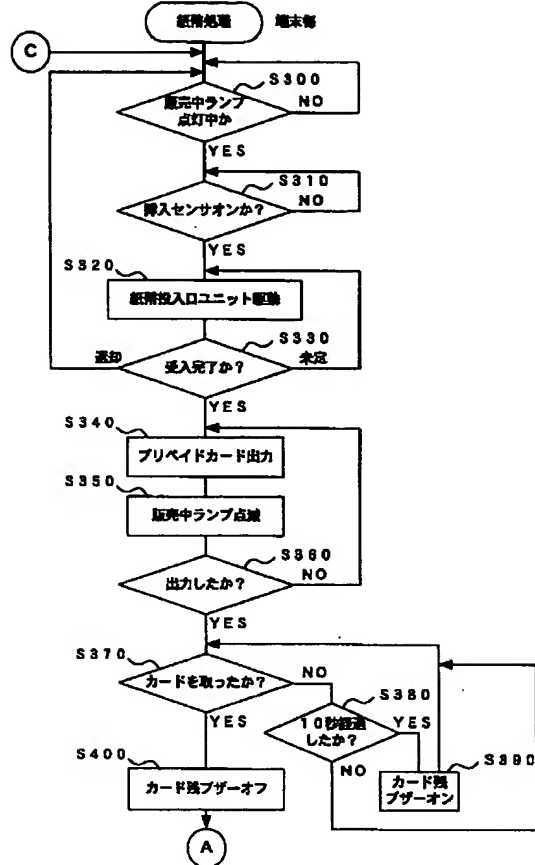 紙幣処理 端末毎
C
S300
販売中ランプ
点灯中か
NO
YES
S310
挿入センサオンか?
NO
YES
S320
紙幣投入口ユニット駆動
S330
返却
受入完了か?
未定
YES
S340
プリペイドカード出力
S350
販売中ランプ点滅
S360
出力したか?
NO
YES
S370
カードを取ったか?
NO
S380
YES
10秒経過
したか?
YES
S400
NO
カード残
ブザーオン
S390
カード残ブザーオフ
A